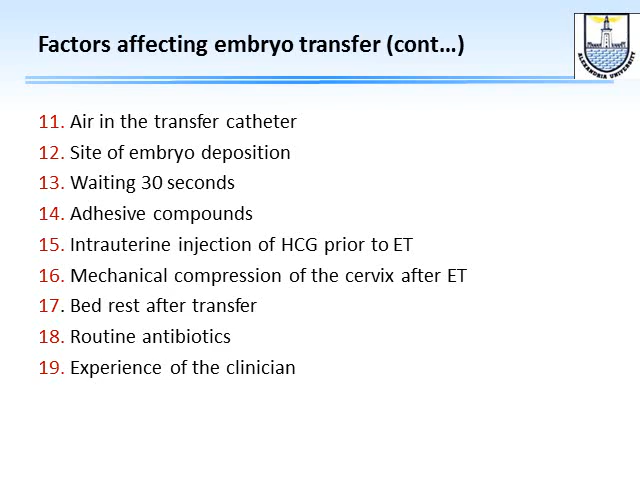 Factors affecting embryo transfer (cont…)
ALEXANDRIA UNIVERSITY
11. Air in the transfer catheter
12. Site of embryo deposition
13. Waiting 30 seconds
14. Adhesive compounds
15. Intrauterine injection of HCG prior to ET
16. Mechanical compression of the cervix after ET
17. Bed rest after transfer
18. Routine antibiotics
19. Experience of the clinician